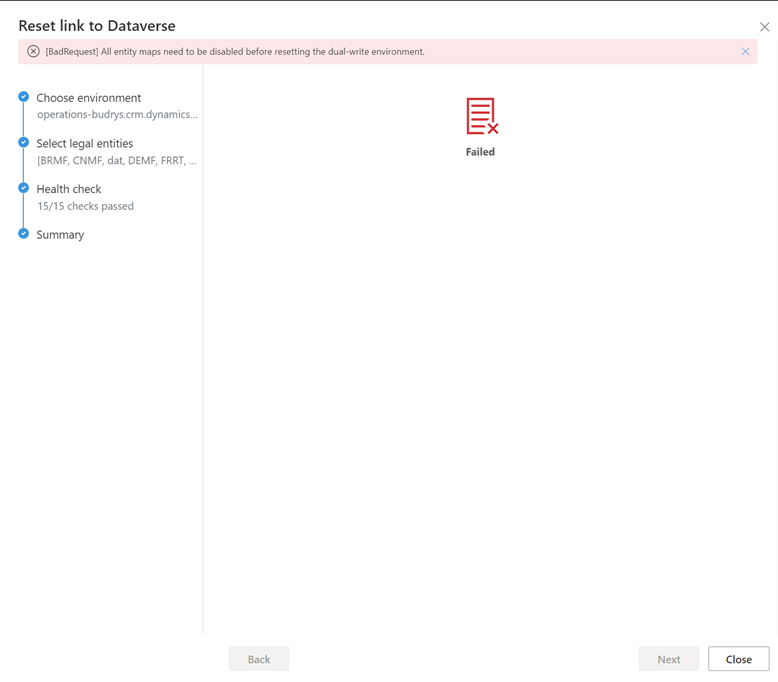 Reset link to Dataverse
[BadRequest] All entity maps need to be disabled before resetting the dual-write environment.
Choose environment
operations-budrys.crm.dynamics...
Select legal entities
[BRMF, CNMF, dat, DEMF, FRRT, ...
Health check
15/15 checks passed
Summary
Failed
Back
Next
Close